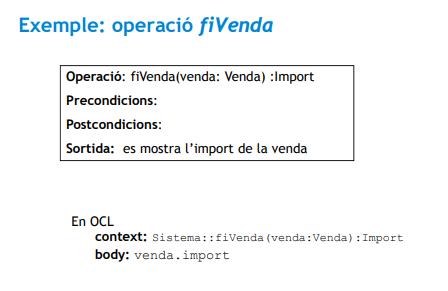 Exemple: operació fiVenda
Operació: fiVenda(venda: Venda) :Import
Precondicions:
Postcondicions:
Sortida: es mostra l'import de la venda
En OCL
context: Sistema::fiVenda(venda:Venda):Import
body: venda.import